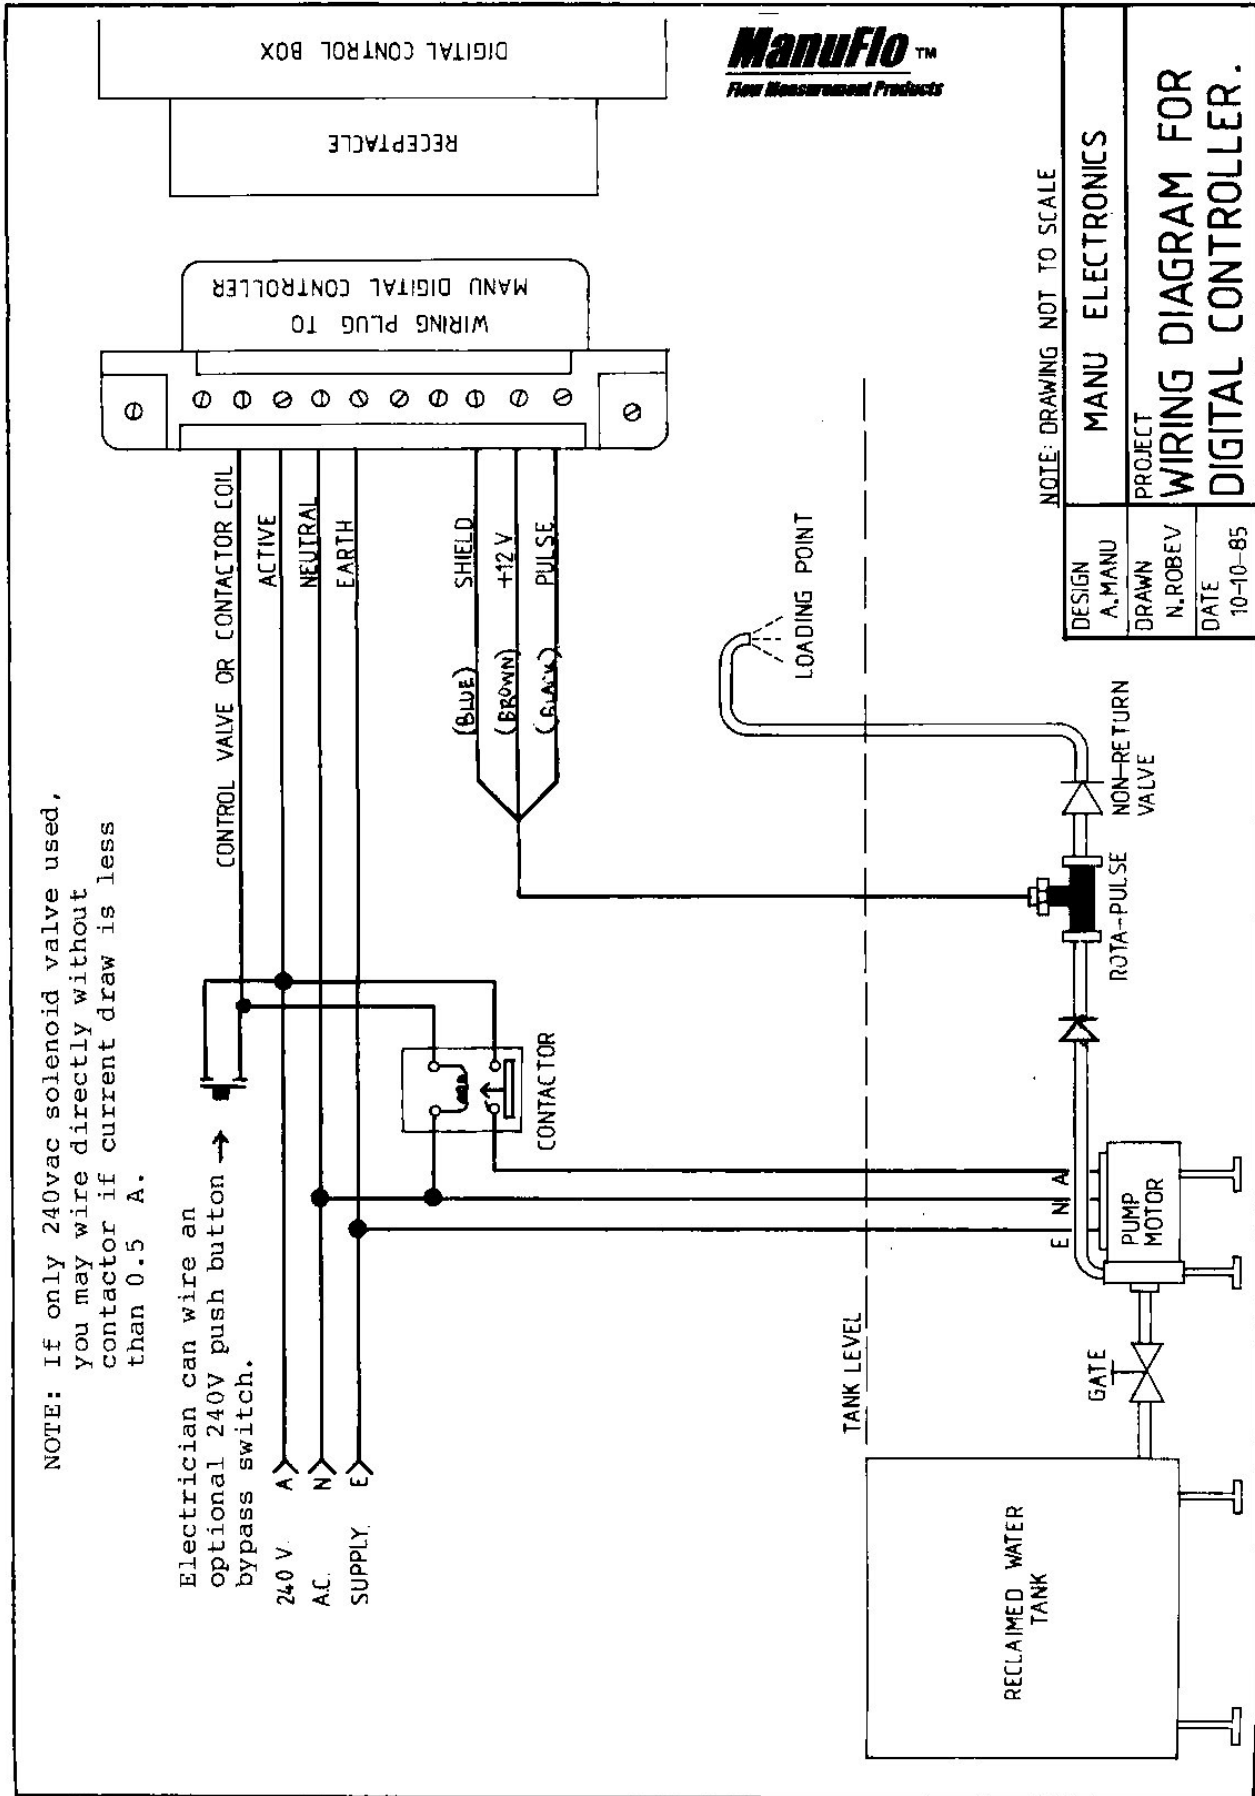 NOTE: If only 240vac solenoid valve used,
you may wire directly without
contactor if current draw is less
than 0.5 A.
Electrician can wire an
optional 240V push button →
bypass switch.
240 V. A
A.C. N
SUPPLY. E
CONTROL VALVE OR CONTACTOR COIL
ACTIVE
NEUTRAL
EARTH
SHIELD
+12 V
PULSE
(BLUE)
(BROWN)
(BLACK)
WIRING PLUG TO
MANU DIGITAL CONTROLLER
RECEPTACLE
DIGITAL CONTROL BOX
CONTACTOR
LOADING POINT
TANK LEVEL
RECLAIMED WATER
TANK
GATE
E N A
PUMP
MOTOR
ROTA-PULSE
NON-RETURN
VALVE
ManuFlo ™
Flow Measurement Products
NOTE: DRAWING NOT TO SCALE
DESIGN
A.MANU
MANU ELECTRONICS
DRAWN
N.ROBEV
DATE
10-10-85
PROJECT
WIRING DIAGRAM FOR
DIGITAL CONTROLLER.